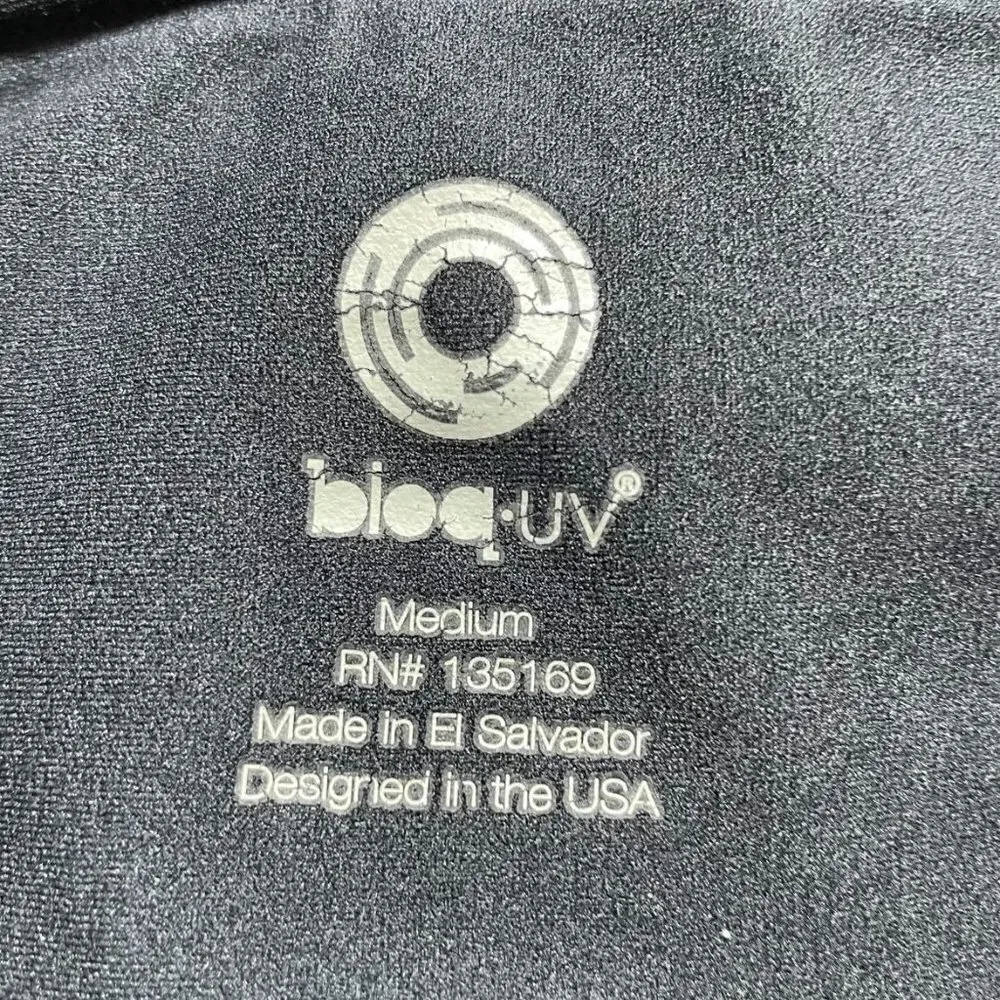 bloq·UV®
Medium
RN# 135169
Made in El Salvador
Designed in the USA